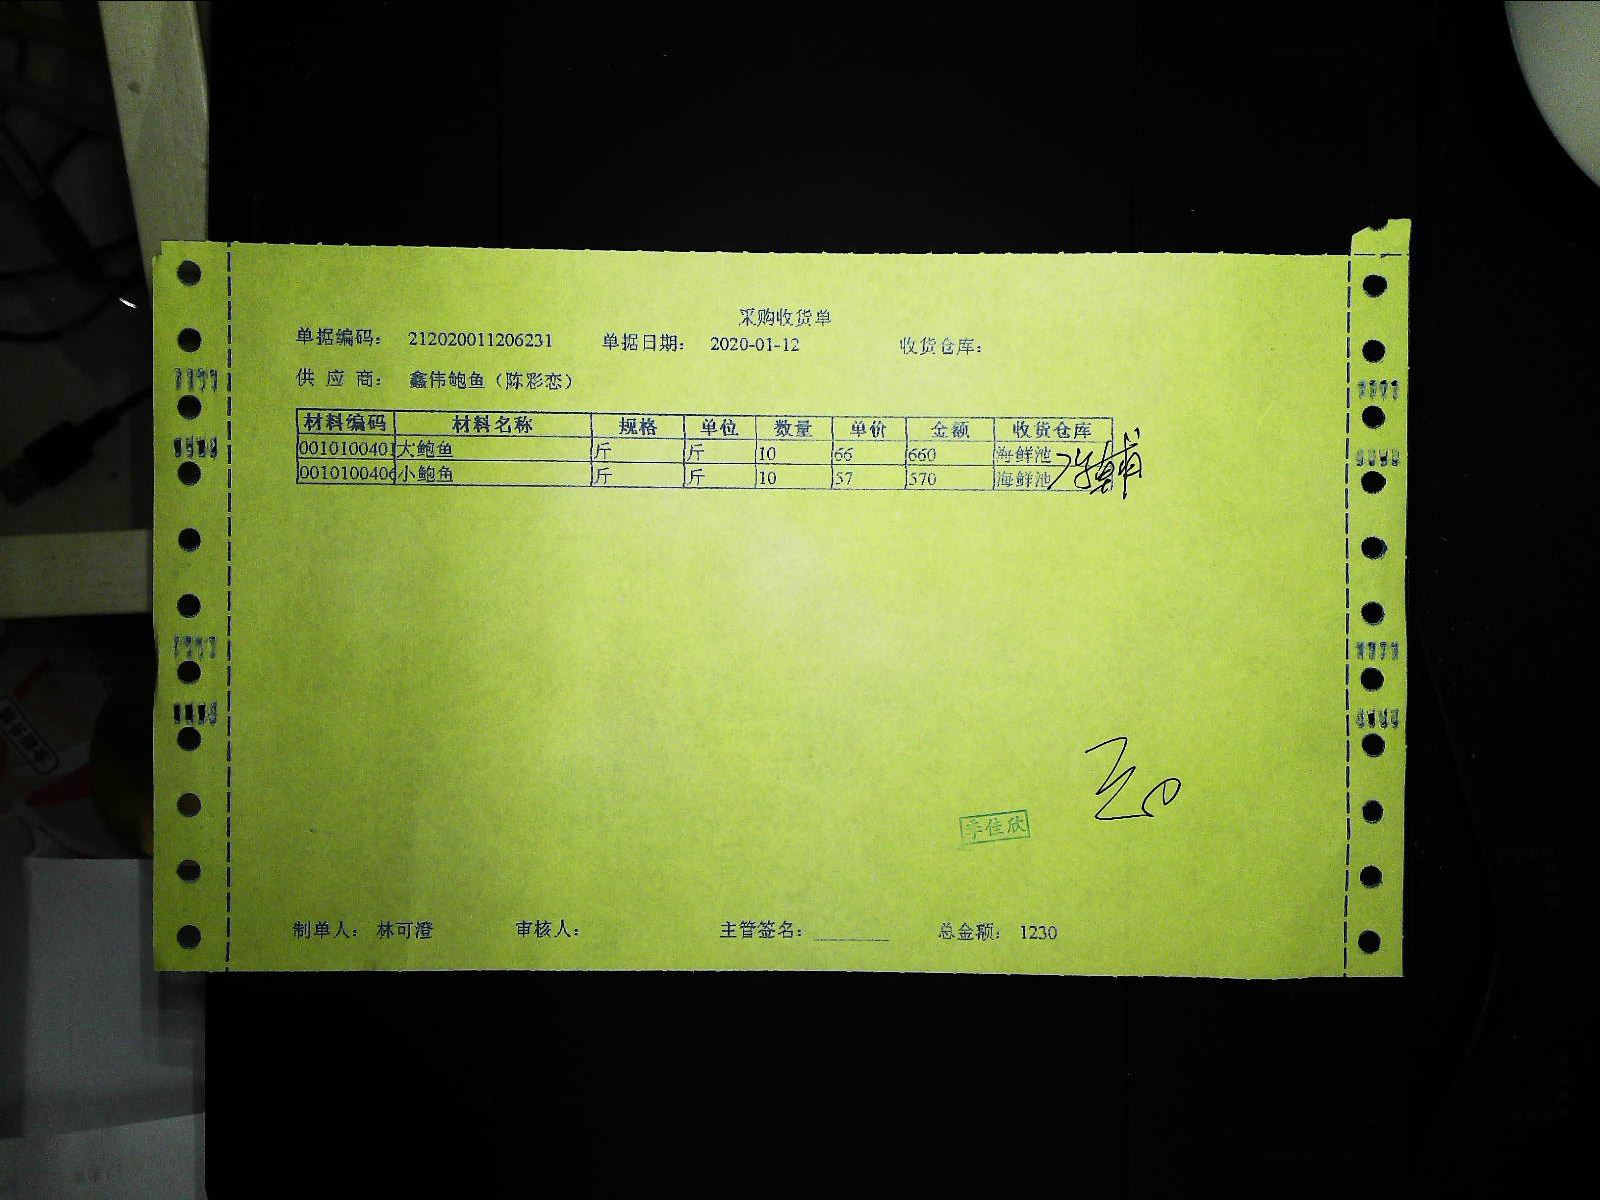 采购收货单
单据编码： 212020011206231 单据日期： 2020-01-12 收货仓库：
供 应 商： 鑫伟鲍鱼（陈彩恋）
材料编码 材料名称 规格 单位 数量 单价 金额 收货仓库
0010100401 大鲍鱼 斤 斤 10 66 660 海鲜池
0010100406 小鲍鱼 斤 斤 10 57 570 海鲜池
佳欣
制单人： 林可澄 审核人： 主管签名： 总金额： 1230